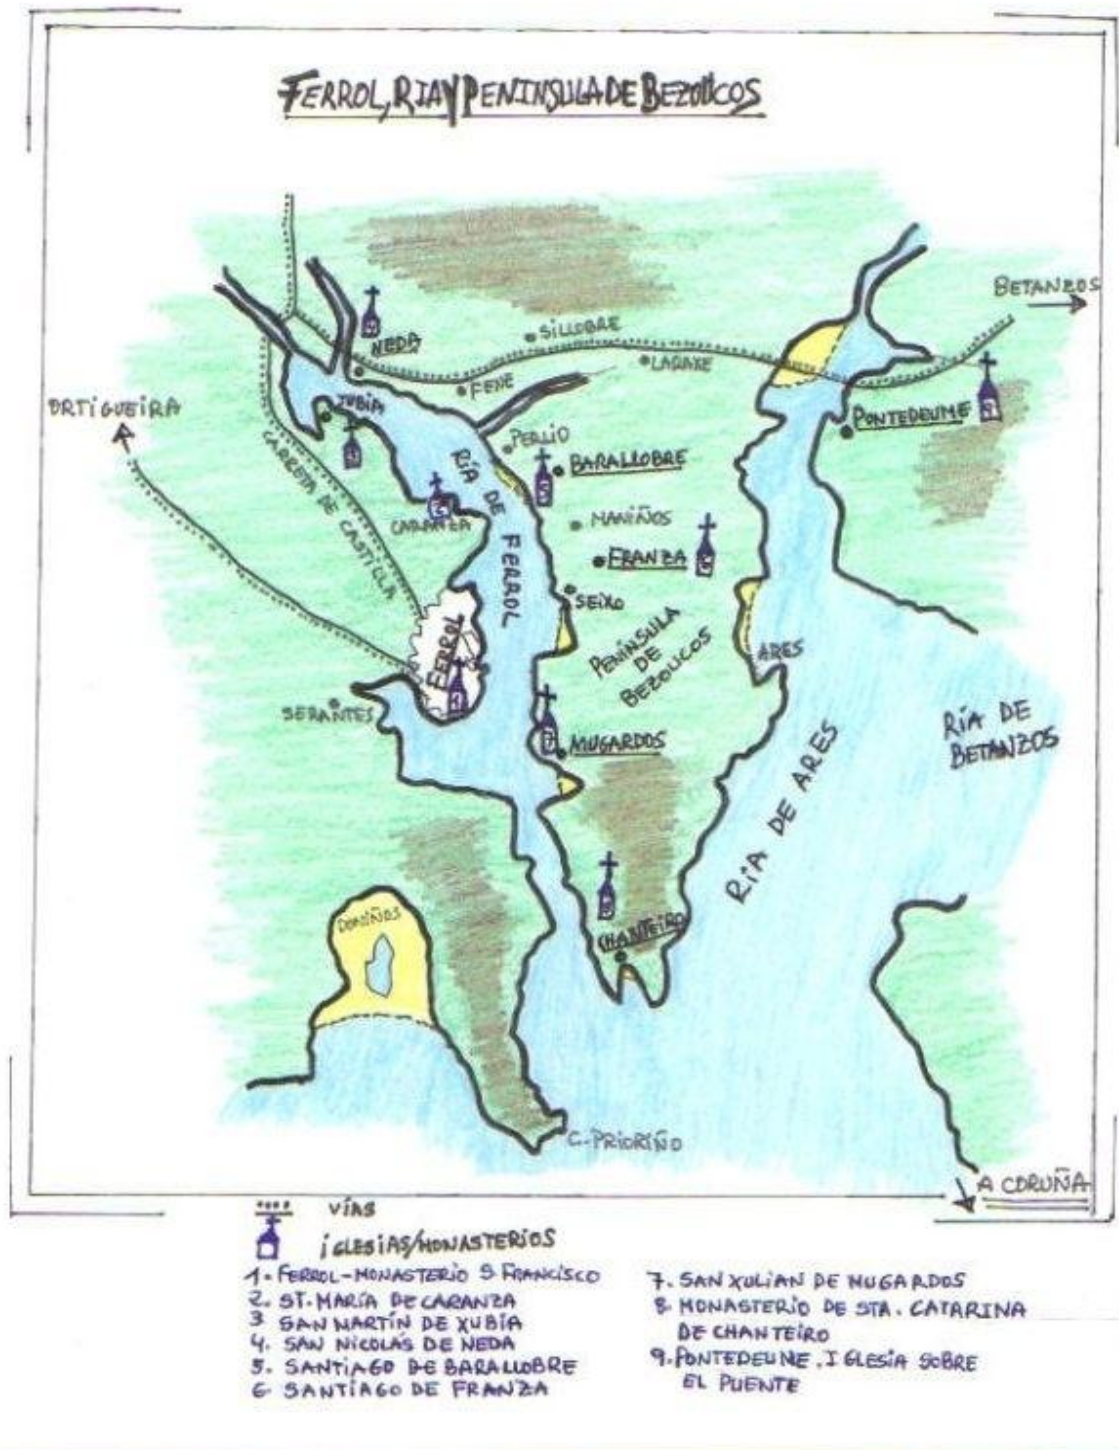 FERROL, RIA Y PENINSULA DE BEZOUCOS
BETANZOS
SILLOBRE
NEDA
LARAXE
FENE
ORTIGUEIRA
JUBIA
PONTEDEUME
PERLIO
BARALLOBRE
RÍA DE FERROL
CARRETA DE CASTILLA
CARANZA
MANIÑOS
FRANZA
SEIXO
FERROL
PENÍNSULA
DE
BEZOUCOS
ARES
SERANTES
MUGARDOS
RÍA DE
BETANZOS
RÍA DE ARES
DONIÑOS
CHANTEIRO
C. PRIORIÑO
A CORUÑA
VÍAS
IGLESIAS/MONASTERIOS
1. FERROL-MONASTERIO S. FRANCISCO
2. ST. MARÍA DE CARANZA
3 SAN MARTÍN DE XUBIA
4. SAN NICOLÁS DE NEDA
5. SANTIAGO DE BARALLOBRE
6 SANTIAGO DE FRANZA
7. SAN XULIAN DE MUGARDOS
8. MONASTERIO DE STA. CATARINA
DE CHANTEIRO
9. PONTEDEUME. IGLESIA SOBRE
EL PUENTE